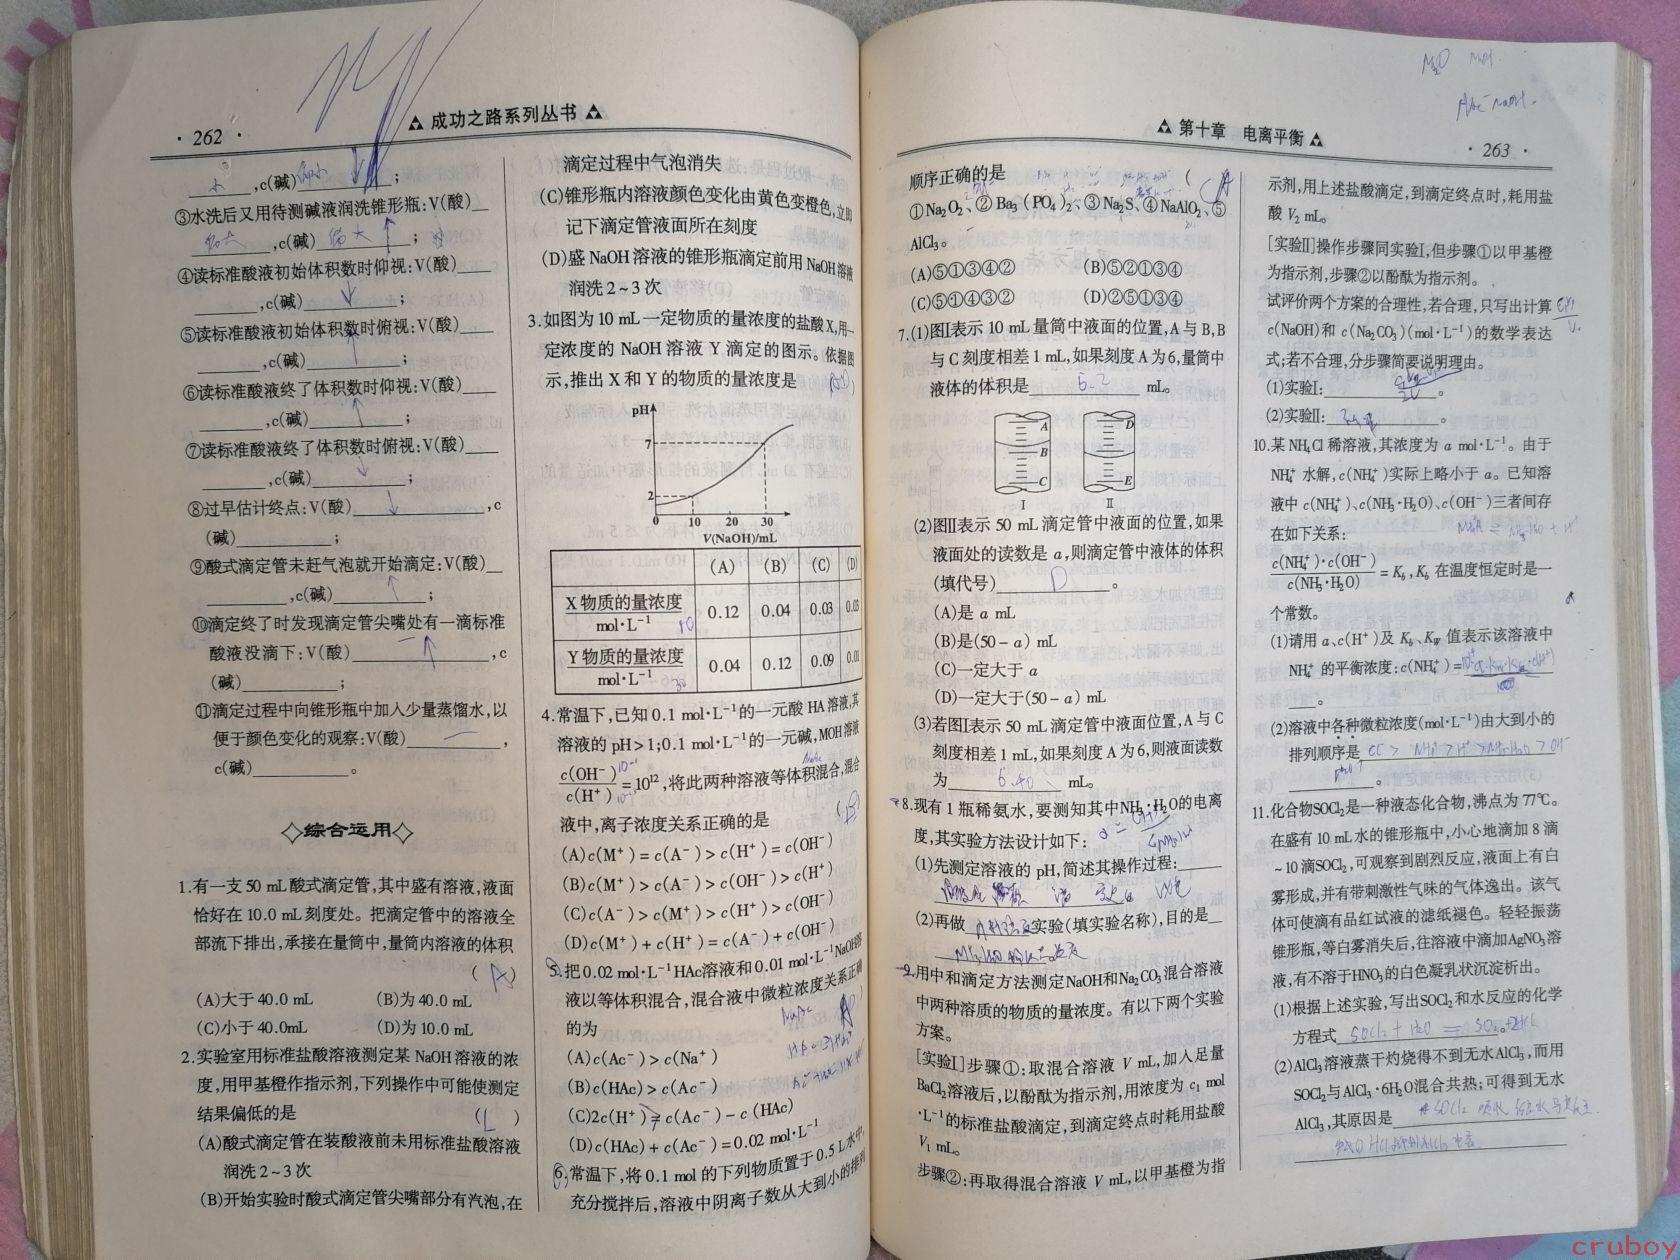 · 262 ·
成功之路系列丛书
小,c(碱)偏小;
③水洗后又用待测碱液润洗锥形瓶:V(酸)
偏大,c(碱)偏大;
④读标准酸液初始体积数时仰视:V(酸)
,c(碱)↓;
⑤读标准酸液初始体积数时俯视:V(酸)
,c(碱)↑;
⑥读标准酸液终了体积数时仰视:V(酸)
,c(碱)↑;
⑦读标准酸液终了体积数时俯视:V(酸)
,c(碱)↓;
⑧过早估计终点:V(酸)↓,c
(碱);
⑨酸式滴定管未赶气泡就开始滴定:V(酸)
,c(碱)↑;
⑩滴定终了时发现滴定管尖嘴处有一滴标准
酸液没滴下:V(酸)↑,c
(碱);
⑪滴定过程中向锥形瓶中加入少量蒸馏水,以
便于颜色变化的观察:V(酸)一,
c(碱)。
◇综合运用◇
1.有一支50 mL酸式滴定管,其中盛有溶液,液面
恰好在10.0 mL刻度处。把滴定管中的溶液全
部流下排出,承接在量筒中,量筒内溶液的体积
(A)
(A)大于40.0 mL (B)为40.0 mL
(C)小于40.0mL (D)为10.0 mL
2.实验室用标准盐酸溶液测定某NaOH溶液的浓
度,用甲基橙作指示剂,下列操作中可能使测定
结果偏低的是 ( )
(A)酸式滴定管在装酸液前未用标准盐酸溶液
润洗2~3次
(B)开始实验时酸式滴定管尖嘴部分有汽泡,在
滴定过程中气泡消失
(C)锥形瓶内溶液颜色变化由黄色变橙色,立即
记下滴定管液面所在刻度
(D)盛NaOH溶液的锥形瓶滴定前用NaOH溶液
润洗2~3次
3.如图为10 mL一定物质的量浓度的盐酸X,用一
定浓度的NaOH溶液Y滴定的图示。依据图
示,推出X和Y的物质的量浓度是
pH
7
2
0 10 20 30
V(NaOH)/mL
(A) (B) (C) (D)
X物质的量浓度/mol·L⁻¹ 0.12 0.04 0.03 0.03
Y物质的量浓度/mol·L⁻¹ 0.04 0.12 0.09 0.01
4.常温下,已知0.1 mol·L⁻¹的一元酸HA溶液,其
溶液的pH>1;0.1 mol·L⁻¹的一元碱,MOH溶液
c(OH⁻)/c(H⁺)=10¹²,将此两种溶液等体积混合,混合
液中,离子浓度关系正确的是
(A)c(M⁺)=c(A⁻)>c(H⁺)=c(OH⁻)
(B)c(M⁺)>c(A⁻)>c(OH⁻)>c(H⁺)
(C)c(A⁻)>c(M⁺)>c(H⁺)>c(OH⁻)
(D)c(M⁺)+c(H⁺)=c(A⁻)+c(OH⁻)
5.把0.02 mol·L⁻¹HAc溶液和0.01 mol·L⁻¹NaOH溶
液以等体积混合,混合液中微粒浓度关系正确
的为
NaAc
(A)c(Ac⁻)>c(Na⁺)
(B)c(HAc)>c(Ac⁻)
(C)2c(H⁺)=c(Ac⁻)-c(HAc)
(D)c(HAc)+c(Ac⁻)=0.02 mol·L⁻¹
6.常温下,将0.1 mol的下列物质置于0.5 L水中,
充分搅拌后,溶液中阴离子数从大到小的排列
第十章 电离平衡
· 263 ·
顺序正确的是 (A
①Na₂O₂、②Ba₃(PO₄)₂、③Na₂S、④NaAlO₂、⑤
AlCl₃。
(A)⑤①③④② (B)⑤②①③④
(C)⑤①④③② (D)②⑤①③④
7.(1)图Ⅰ表示10 mL量筒中液面的位置,A与B,B
与C刻度相差1 mL,如果刻度A为6,量筒中
液体的体积是5.2 mL。
A
B
C
Ⅰ
D
E
Ⅱ
(2)图Ⅱ表示50 mL滴定管中液面的位置,如果
液面处的读数是a,则滴定管中液体的体积
(填代号)D。
(A)是a mL
(B)是(50-a) mL
(C)一定大于a
(D)一定大于(50-a) mL
(3)若图Ⅰ表示50 mL滴定管中液面位置,A与C
刻度相差1 mL,如果刻度A为6,则液面读数
为6.40 mL。
8.现有1瓶稀氨水,要测知其中NH₃·H₂O的电离
度,其实验方法设计如下:
(1)先测定溶液的pH,简述其操作过程:
(2)再做实验(填实验名称),目的是
9.用中和滴定方法测定NaOH和Na₂CO₃混合溶液
中两种溶质的物质的量浓度。有以下两个实验
方案。
[实验Ⅰ]步骤①:取混合溶液V mL,加入足量
BaCl₂溶液后,以酚酞为指示剂,用浓度为c₁ mol
·L⁻¹的标准盐酸滴定,到滴定终点时耗用盐酸
V₁ mL。
步骤②:再取得混合溶液V mL,以甲基橙为指
示剂,用上述盐酸滴定,到滴定终点时,耗用盐
酸V₂ mL。
[实验Ⅱ]操作步骤同实验Ⅰ,但步骤①以甲基橙
为指示剂,步骤②以酚酞为指示剂。
试评价两个方案的合理性,若合理,只写出计算
c(NaOH)和c(Na₂CO₃)(mol·L⁻¹)的数学表达
式;若不合理,分步骤简要说明理由。
(1)实验Ⅰ:。
(2)实验Ⅱ:。
10.某NH₄Cl稀溶液,其浓度为a mol·L⁻¹。由于
NH₄⁺水解,c(NH₄⁺)实际上略小于a。已知溶
液中c(NH₄⁺)、c(NH₃·H₂O)、c(OH⁻)三者间存
在如下关系:
c(NH₄⁺)·c(OH⁻)/c(NH₃·H₂O)=K_b,K_b在温度恒定时是一
个常数。
(1)请用a、c(H⁺)及K_b、K_W值表示该溶液中
NH₄⁺的平衡浓度:c(NH₄⁺)=
。
(2)溶液中各种微粒浓度(mol·L⁻¹)由大到小的
排列顺序是Cl⁻>NH₄⁺>H⁺>NH₃·H₂O>OH⁻
。
11.化合物SOCl₂是一种液态化合物,沸点为77℃。
在盛有10 mL水的锥形瓶中,小心地滴加8滴
~10滴SOCl₂,可观察到剧烈反应,液面上有白
雾形成,并有带刺激性气味的气体逸出。该气
体可使滴有品红试液的滤纸褪色。轻轻振荡
锥形瓶,等白雾消失后,往溶液中滴加AgNO₃溶
液,有不溶于HNO₃的白色凝乳状沉淀析出。
(1)根据上述实验,写出SOCl₂和水反应的化学
方程式SOCl₂+H₂O=SO₂+2HCl
(2)AlCl₃溶液蒸干灼烧得不到无水AlCl₃,而用
SOCl₂与AlCl₃·6H₂O混合共热;可得到无水
AlCl₃,其原因是
cruboy